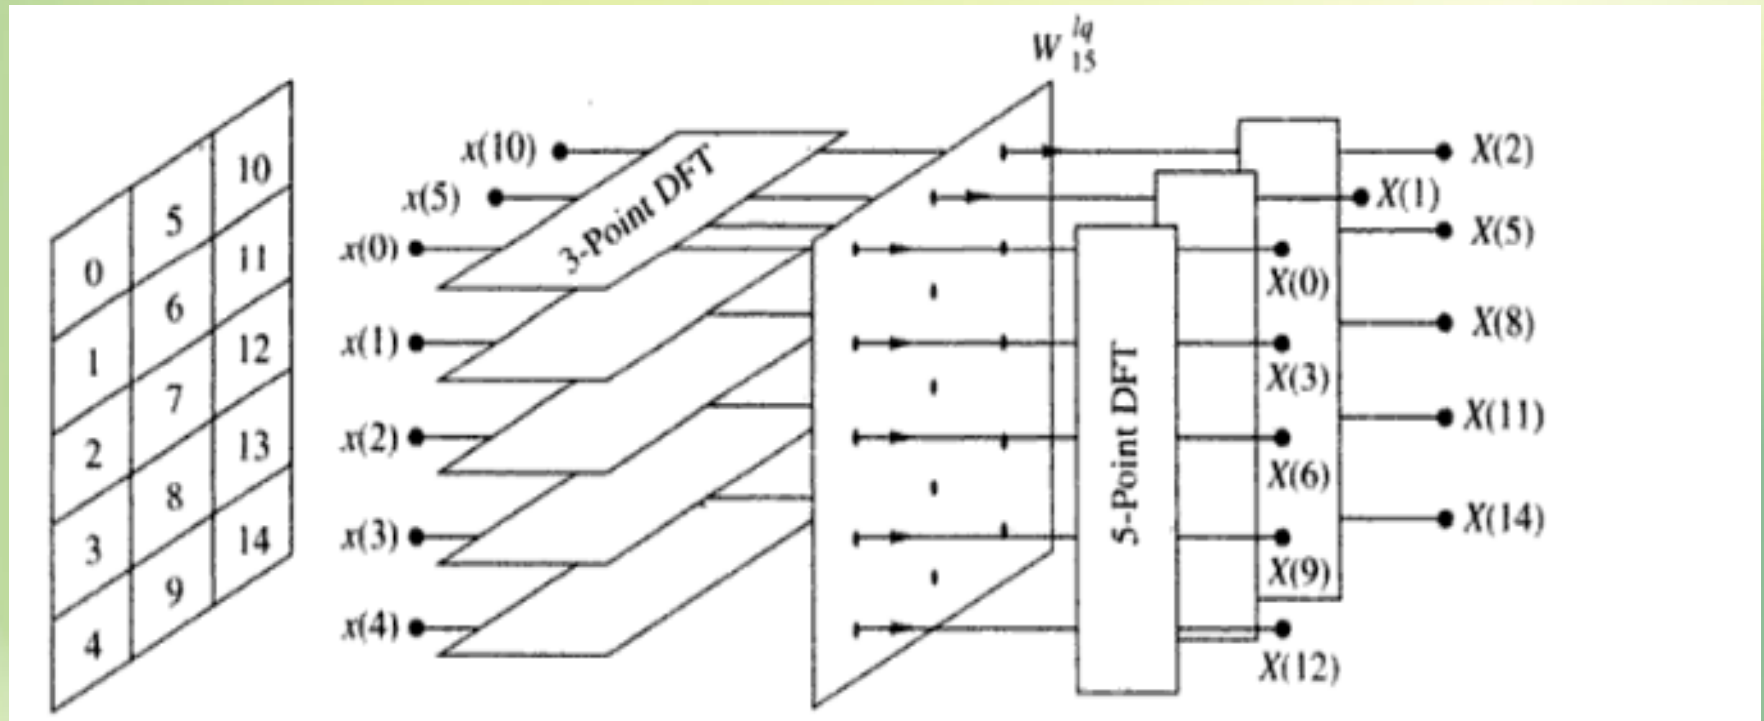 W_{15}^{lq}
0 5 10
1 6 11
2 7 12
3 8 13
4 9 14
x(10)
x(5)
x(0)
x(1)
x(2)
x(3)
x(4)
3-Point DFT
5-Point DFT
X(2)
X(1)
X(5)
X(0)
X(8)
X(3)
X(11)
X(6)
X(14)
X(9)
X(12)